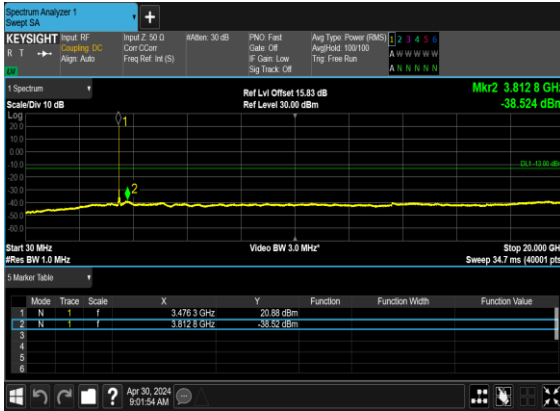 Spectrum Analyzer 1
Swept SA
+
KEYSIGHT Input: RF Input Z: 50 Ω #Atten: 30 dB PNO: Fast Avg Type: Power (RMS) 1 2 3 4 5 6
R T Coupling: DC Corr CCorr Gate: Off Avg|Hold: 100/100 A W W W W W
Align: Auto Freq Ref: Int (S) IF Gain: Low Trig: Free Run
Sig Track: Off A N N N N N
1 Spectrum Ref Lvl Offset 15.83 dB Mkr2 3.812 8 GHz
Scale/Div 10 dB Ref Level 30.00 dBm -38.524 dBm
Log
20.0
10.0
0.00
-10.0
DL1 -13.00 dBm
-20.0
-30.0
-40.0
-50.0
-60.0
1
2
Start 30 MHz Video BW 3.0 MHz* Stop 20.000 GHz
#Res BW 1.0 MHz Sweep 34.7 ms (40001 pts)
5 Marker Table
Mode Trace Scale X Y Function Function Width Function Value
1 N 1 f 3.476 3 GHz 20.88 dBm
2 N 1 f 3.812 8 GHz -38.52 dBm
3
4
5
6
? Apr 30, 2024
9:01:54 AM